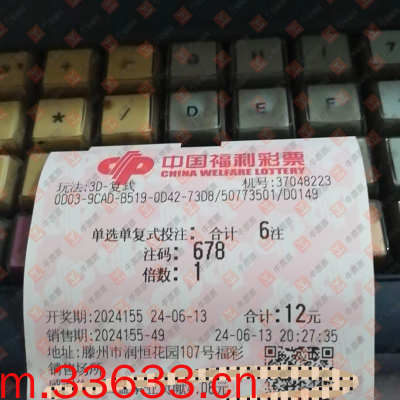 * / D E F
中国福利彩票
CHINA WELFARE LOTTERY
玩法:3D-复式 机号:37048223
0D03-9CAD-8519-0D42-73D8/50773501/D0149
单选单复式投注: 合计 6注
注码: 678
倍数: 1
开奖期:2024155 24-06-13 合计:12元
销售期:2024155-49 24-06-13 20:27:35
地址:滕州市润恒花园107号福彩
m.33633.cn